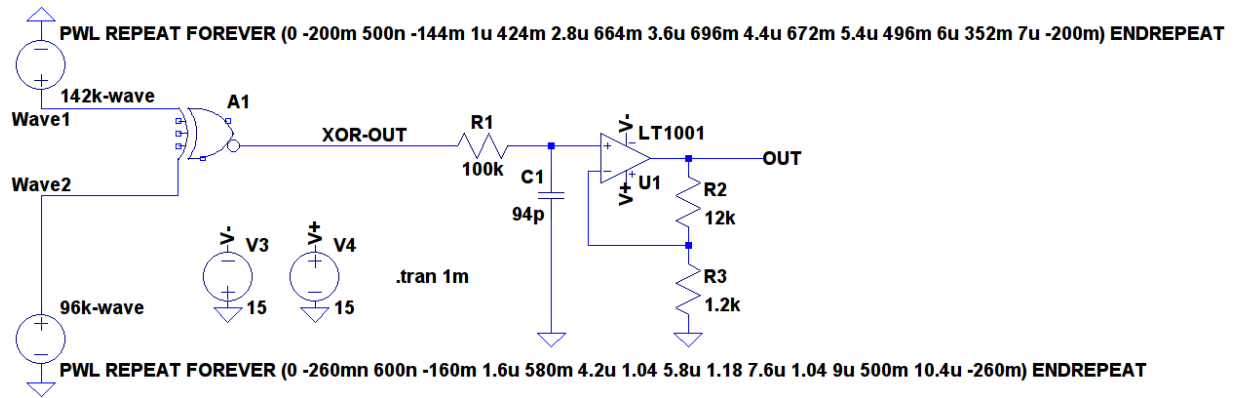 PWL REPEAT FOREVER (0 -200m 500n -144m 1u 424m 2.8u 664m 3.6u 696m 4.4u 672m 5.4u 496m 6u 352m 7u -200m) ENDREPEAT
142k-wave
A1
Wave1
XOR-OUT
R1
100k
V-
LT1001
OUT
C1
94p
V+
U1
R2
12k
Wave2
V-
V3
15
V+
V4
15
.tran 1m
R3
1.2k
96k-wave
PWL REPEAT FOREVER (0 -260mn 600n -160m 1.6u 580m 4.2u 1.04 5.8u 1.18 7.6u 1.04 9u 500m 10.4u -260m) ENDREPEAT